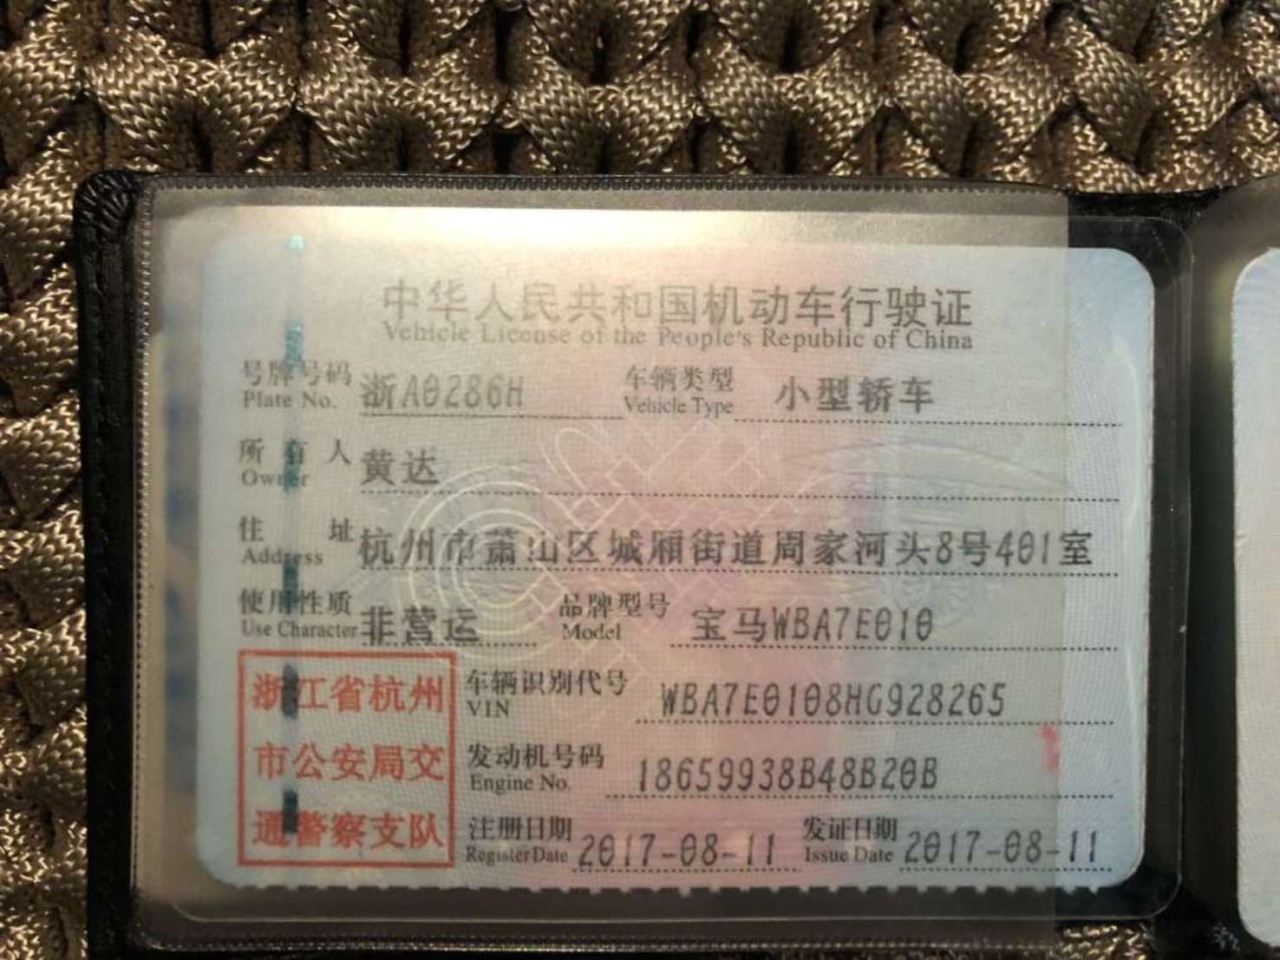 中华人民共和国机动车行驶证
Vehicle License of the People's Republic of China
号牌号码 浙A0286H 车辆类型 小型轿车
Plate No. Vehicle Type
所有人 黄达
Owner
住址 杭州市萧山区城厢街道周家河头8号401室
Address
使用性质 非营运 品牌型号 宝马WBA7E010
Use Character Model
浙江省杭州
市公安局交
通警察支队
车辆识别代号 WBA7E0108HG928265
VIN
发动机号码 18659938B48B20B
Engine No.
注册日期 2017-08-11 发证日期 2017-08-11
Register Date Issue Date